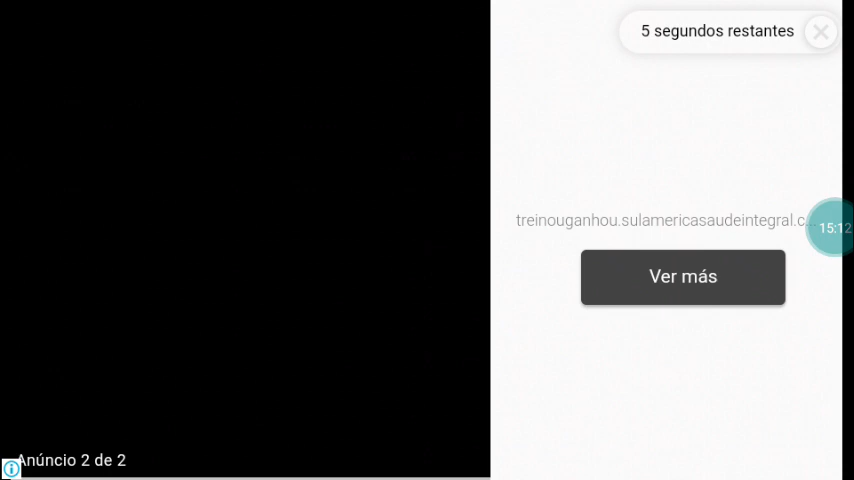 5 segundos restantes
treinouganhou.sulamericasaudeintegral.c...
15:12
Ver más
Anúncio 2 de 2